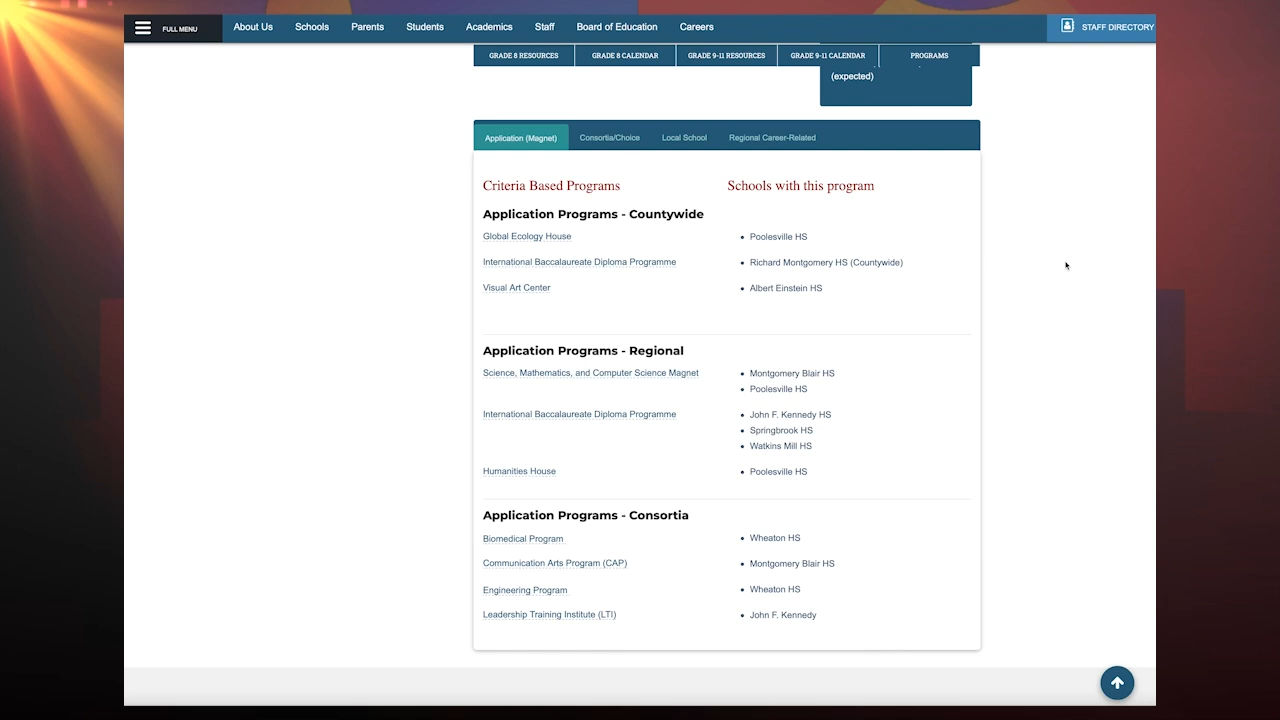 FULL MENU
About Us
Schools
Parents
Students
Academics
Staff
Board of Education
Careers
STAFF DIRECTORY
GRADE 8 RESOURCES
GRADE 8 CALENDAR
GRADE 9-11 RESOURCES
GRADE 9-11 CALENDAR
PROGRAMS
(expected)
Application (Magnet)
Consortia/Choice
Local School
Regional Career-Related
Criteria Based Programs
Schools with this program
Application Programs - Countywide
Global Ecology House
• Poolesville HS
International Baccalaureate Diploma Programme
• Richard Montgomery HS (Countywide)
Visual Art Center
• Albert Einstein HS
Application Programs - Regional
Science, Mathematics, and Computer Science Magnet
• Montgomery Blair HS
• Poolesville HS
International Baccalaureate Diploma Programme
• John F. Kennedy HS
• Springbrook HS
• Watkins Mill HS
Humanities House
• Poolesville HS
Application Programs - Consortia
Biomedical Program
• Wheaton HS
Communication Arts Program (CAP)
• Montgomery Blair HS
Engineering Program
• Wheaton HS
Leadership Training Institute (LTI)
• John F. Kennedy